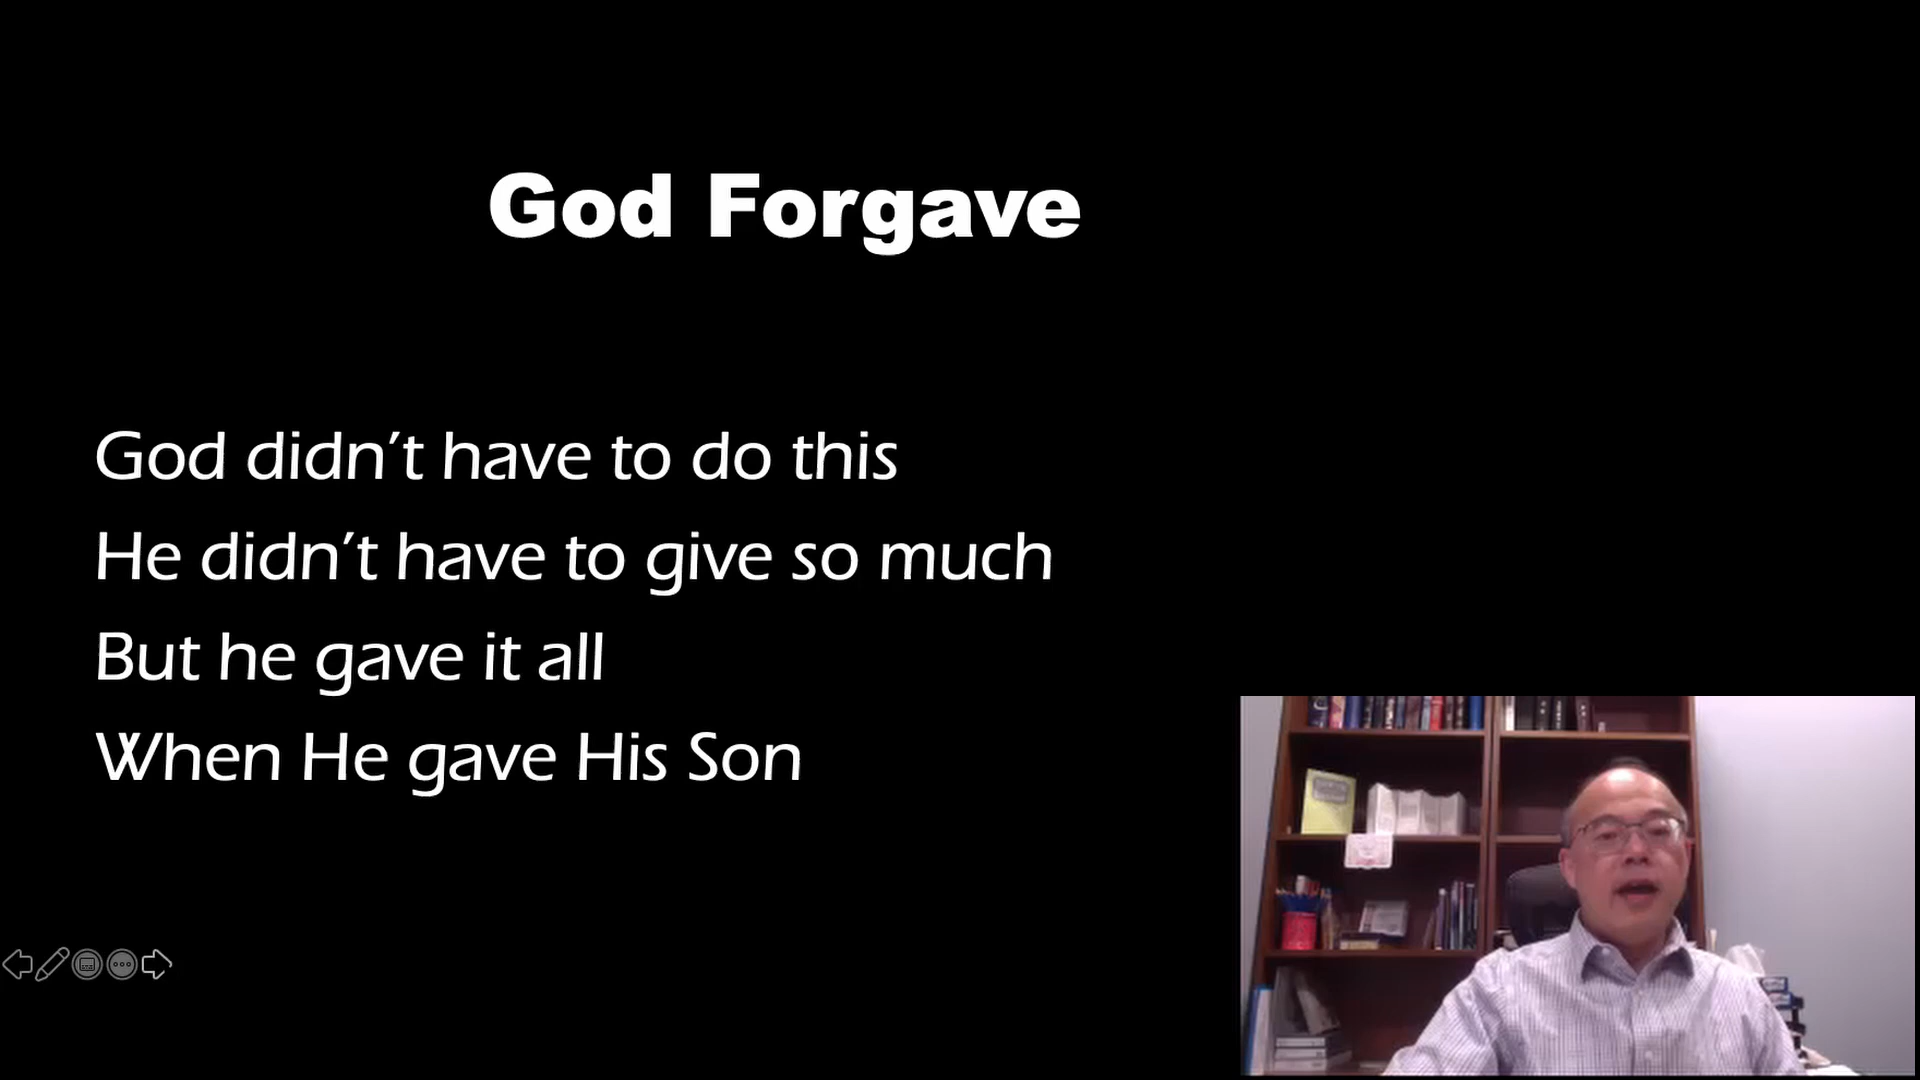 God Forgave
God didn’t have to do this
He didn’t have to give so much
But he gave it all
When He gave His Son